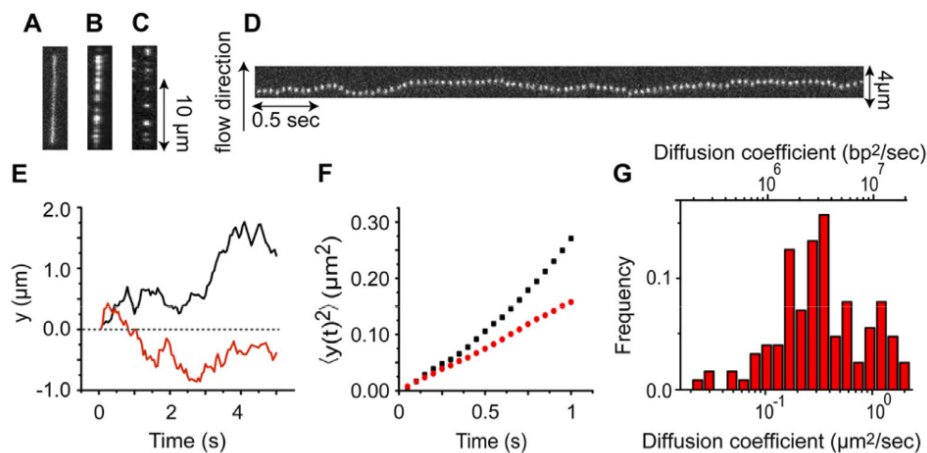 A
B
C
10 μm
D
flow direction
0.5 sec
4μm
E
2.0
1.0
0.0
-1.0
y (μm)
0
2
4
Time (s)
F
0.30
0.20
0.10
0.00
⟨y(t)²⟩ (μm²)
0
0.5
1
Time (s)
Diffusion coefficient (bp²/sec)
G
10⁶
10⁷
0.1
0.0
Frequency
10⁻¹
10⁰
Diffusion coefficient (μm²/sec)